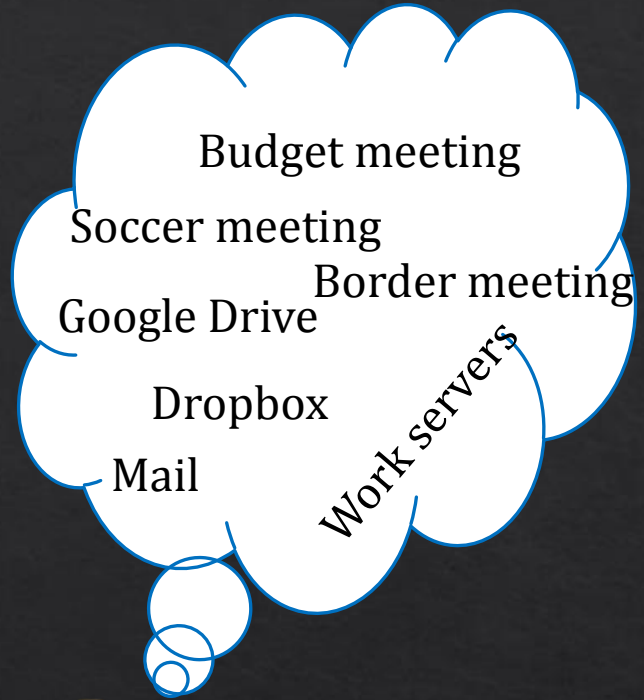 Budget meeting
Soccer meeting
Border meeting
Google Drive
Dropbox
Work servers
Mail